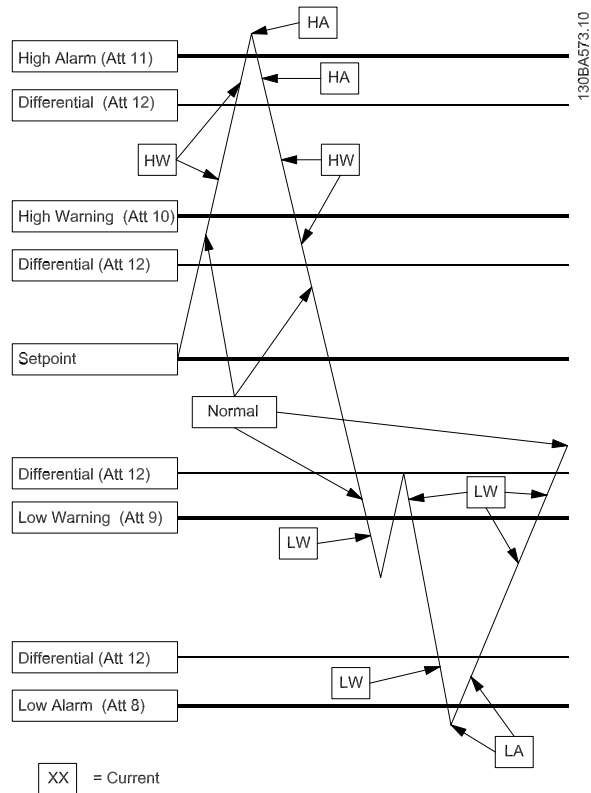 HA
130BA573.10
High Alarm (Att 11)
HA
Differential (Att 12)
HW
HW
High Warning (Att 10)
Differential (Att 12)
Setpoint
Normal
Differential (Att 12)
LW
Low Warning (Att 9)
LW
Differential (Att 12)
LW
Low Alarm (Att 8)
LA
XX = Current